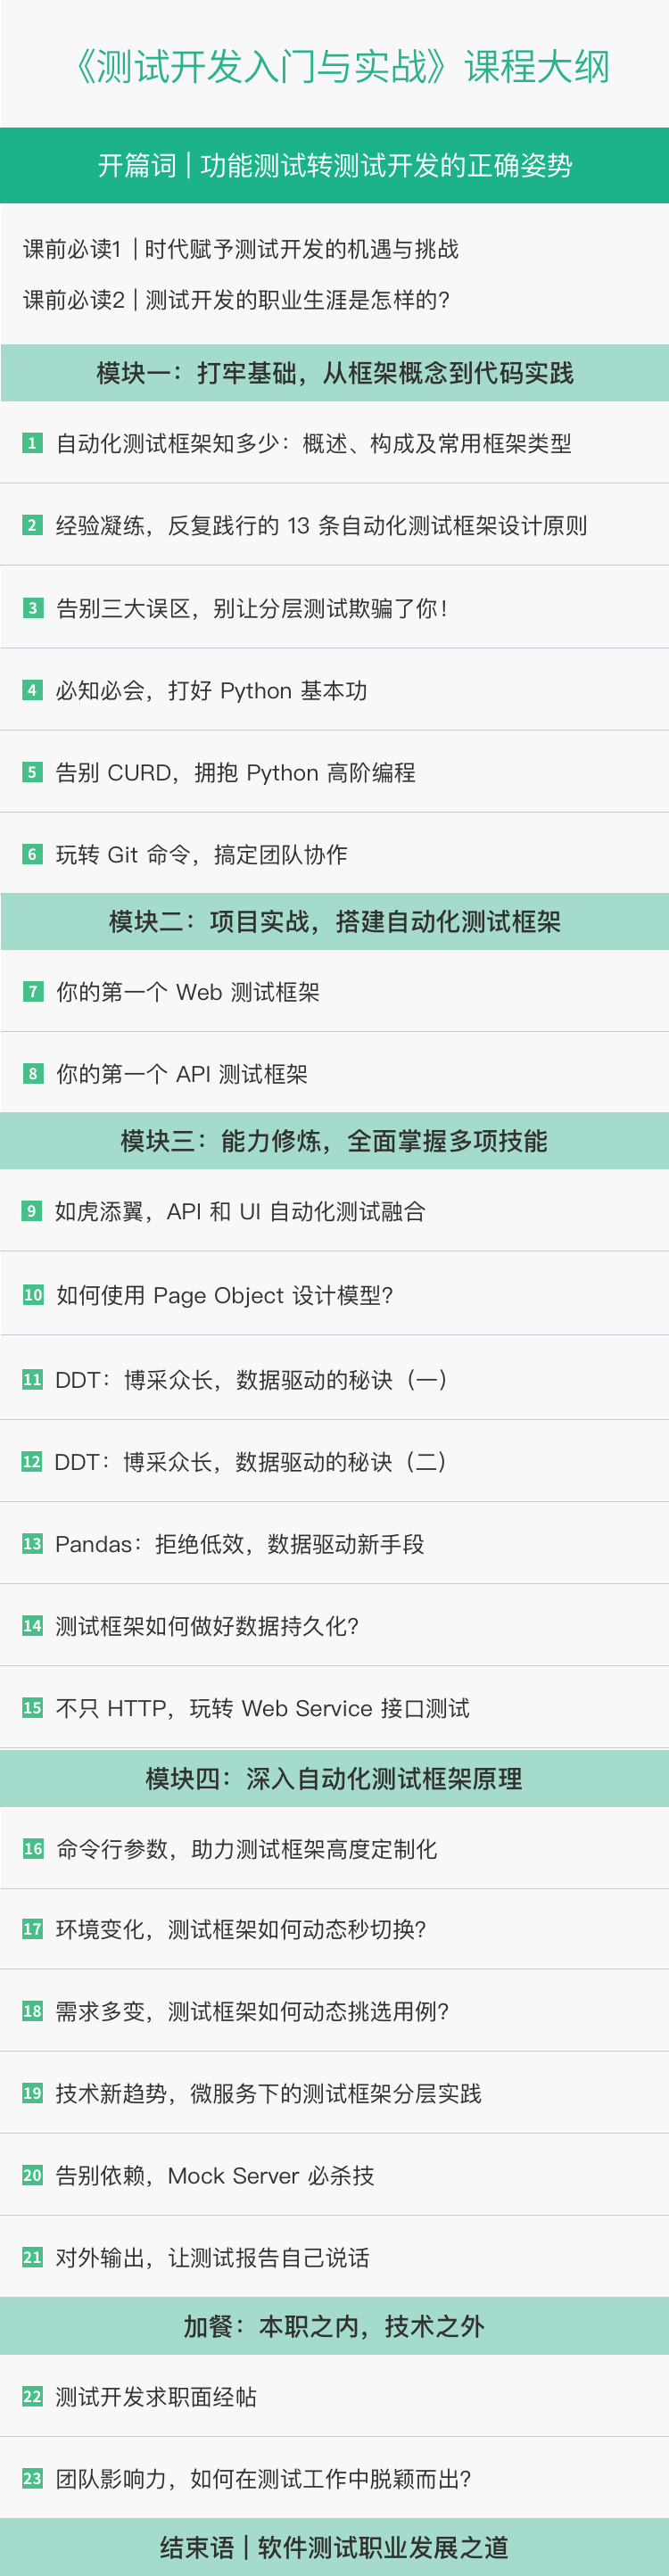 《测试开发入门与实战》课程大纲
开篇词 | 功能测试转测试开发的正确姿势
课前必读1 | 时代赋予测试开发的机遇与挑战
课前必读2 | 测试开发的职业生涯是怎样的?
模块一：打牢基础，从框架概念到代码实践
1 自动化测试框架知多少：概述、构成及常用框架类型
2 经验凝练，反复践行的 13 条自动化测试框架设计原则
3 告别三大误区，别让分层测试欺骗了你！
4 必知必会，打好 Python 基本功
5 告别 CURD，拥抱 Python 高阶编程
6 玩转 Git 命令，搞定团队协作
模块二：项目实战，搭建自动化测试框架
7 你的第一个 Web 测试框架
8 你的第一个 API 测试框架
模块三：能力修炼，全面掌握多项技能
9 如虎添翼，API 和 UI 自动化测试融合
10 如何使用 Page Object 设计模型?
11 DDT：博采众长，数据驱动的秘诀（一）
12 DDT：博采众长，数据驱动的秘诀（二）
13 Pandas：拒绝低效，数据驱动新手段
14 测试框架如何做好数据持久化?
15 不只 HTTP，玩转 Web Service 接口测试
模块四：深入自动化测试框架原理
16 命令行参数，助力测试框架高度定制化
17 环境变化，测试框架如何动态秒切换?
18 需求多变，测试框架如何动态挑选用例?
19 技术新趋势，微服务下的测试框架分层实践
20 告别依赖，Mock Server 必杀技
21 对外输出，让测试报告自己说话
加餐：本职之内，技术之外
22 测试开发求职面经帖
23 团队影响力，如何在测试工作中脱颖而出?
结束语 | 软件测试职业发展之道